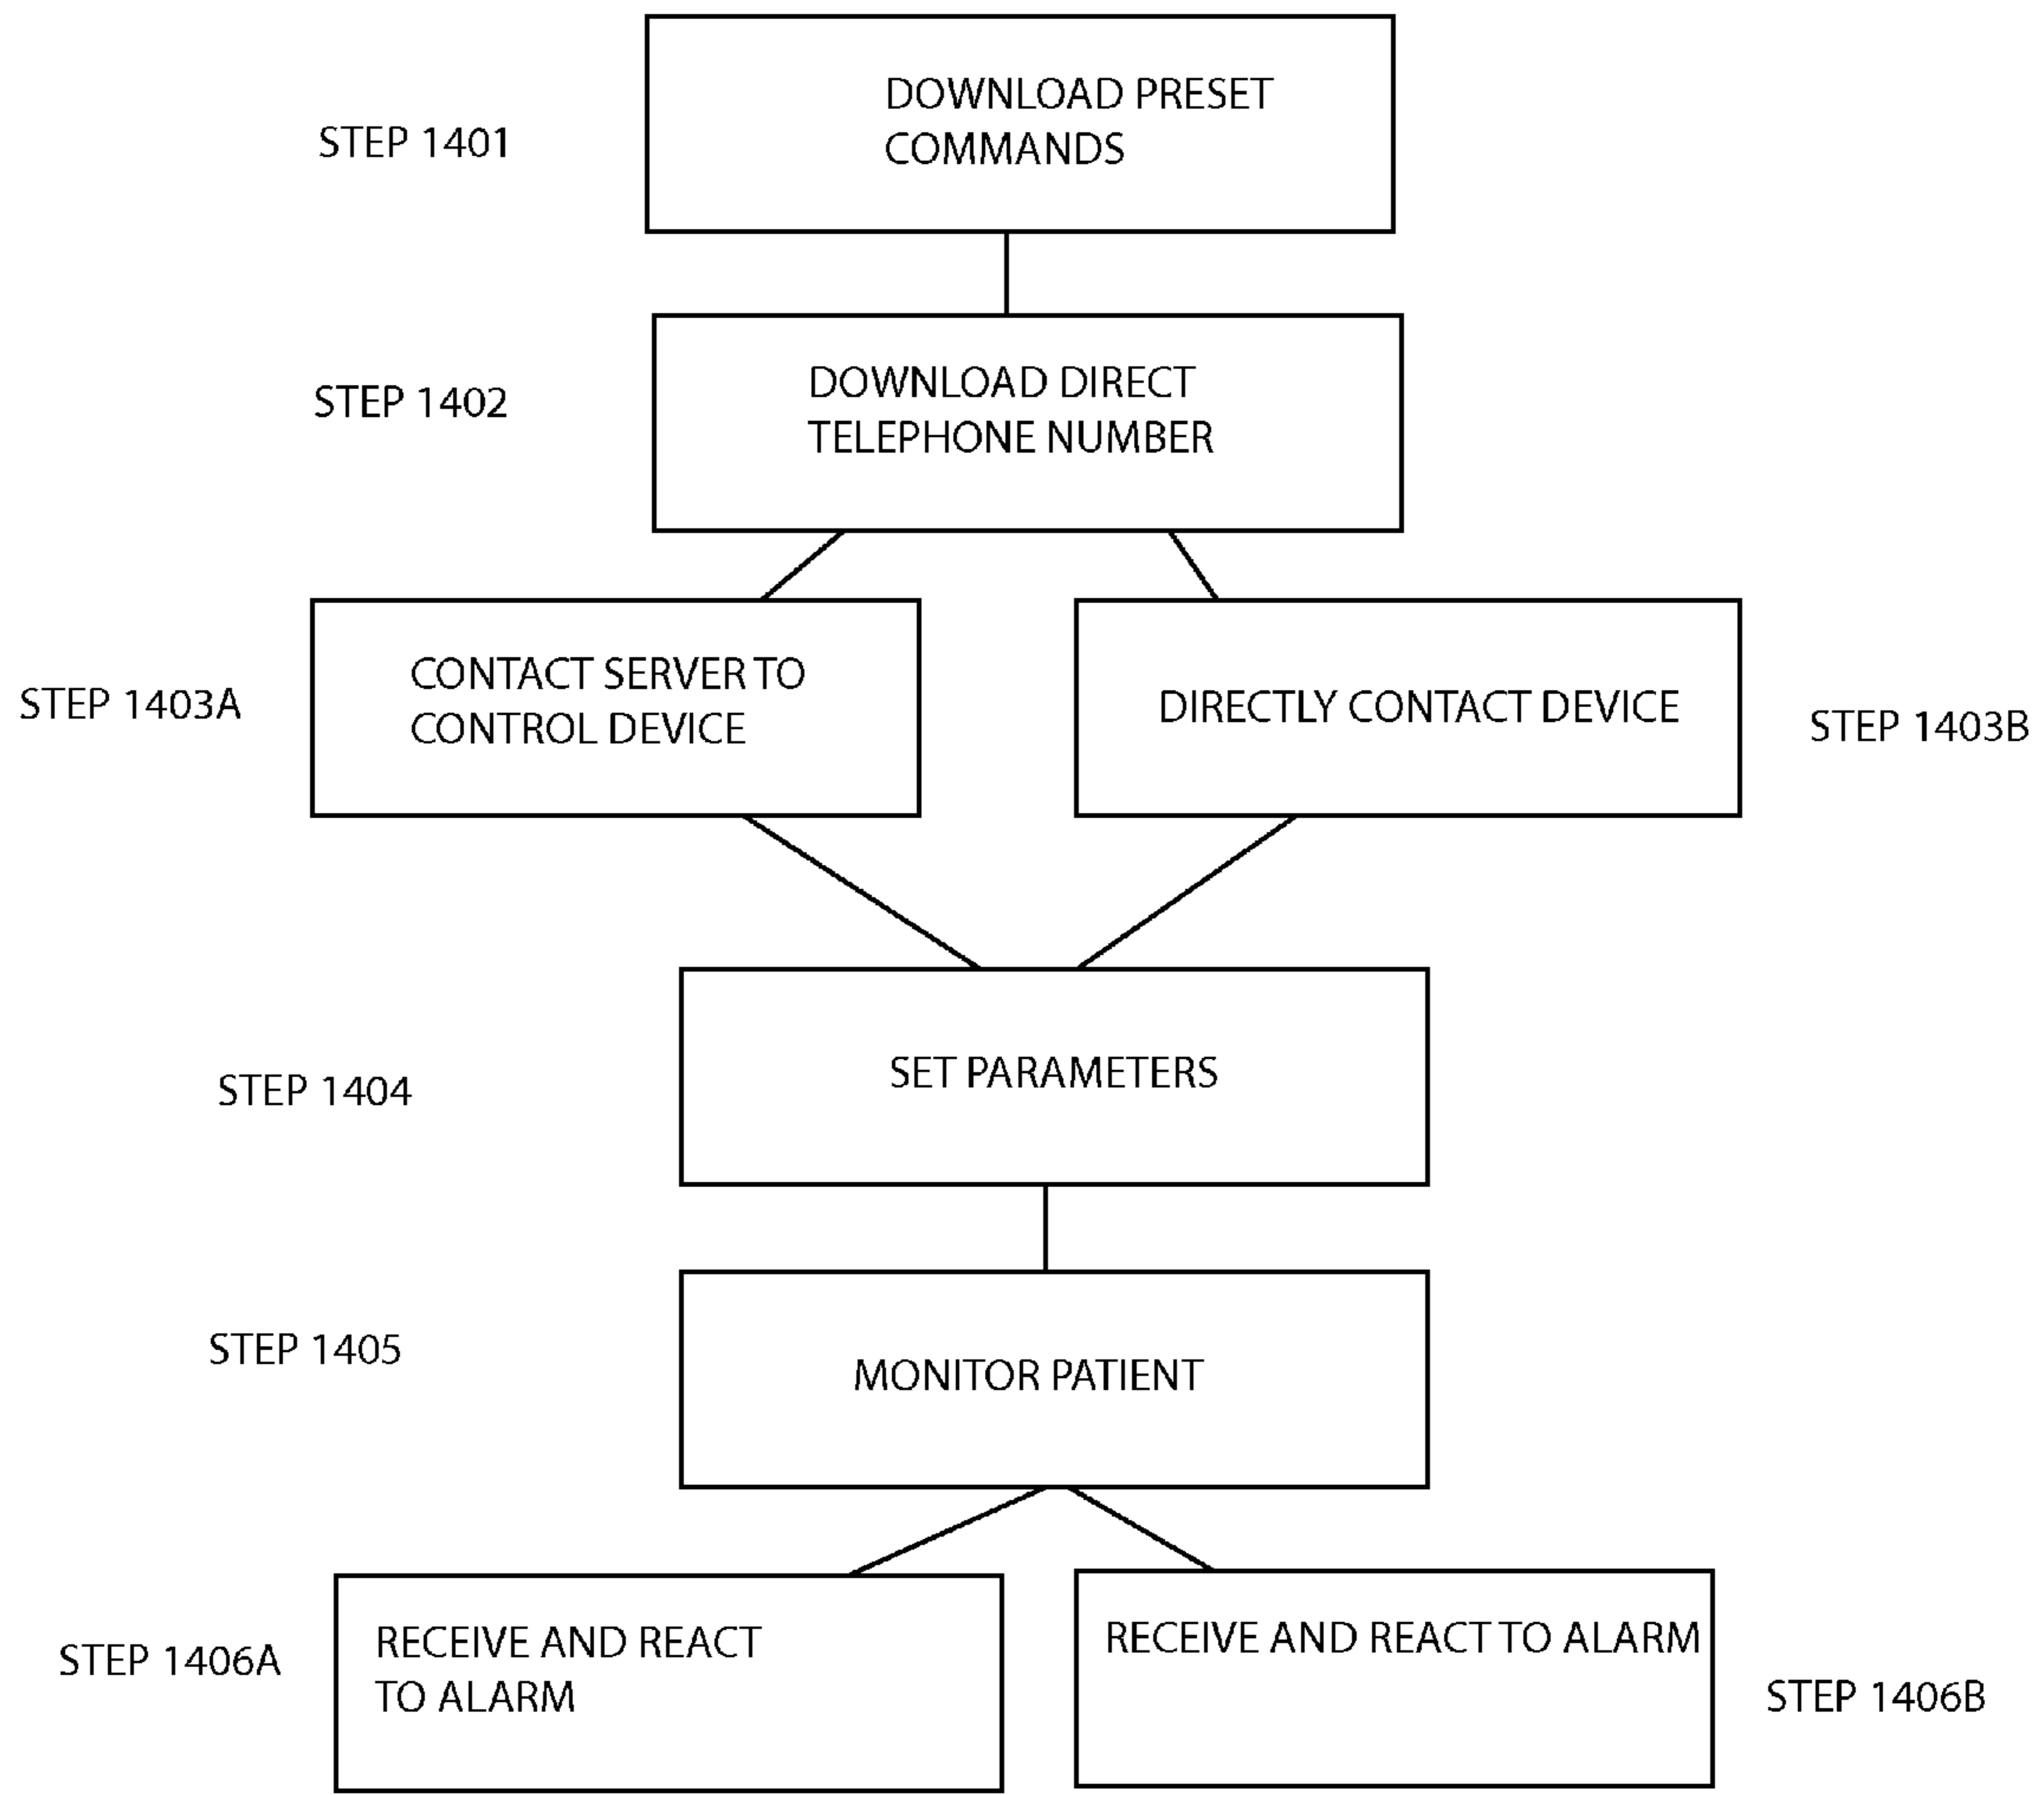 STEP 1401
DOWNLOAD PRESET
COMMANDS
STEP 1402
DOWNLOAD DIRECT
TELEPHONE NUMBER
STEP 1403A
CONTACT SERVER TO
CONTROL DEVICE
DIRECTLY CONTACT DEVICE
STEP 1403B
STEP 1404
SET PARAMETERS
STEP 1405
MONITOR PATIENT
STEP 1406A
RECEIVE AND REACT
TO ALARM
RECEIVE AND REACT TO ALARM
STEP 1406B